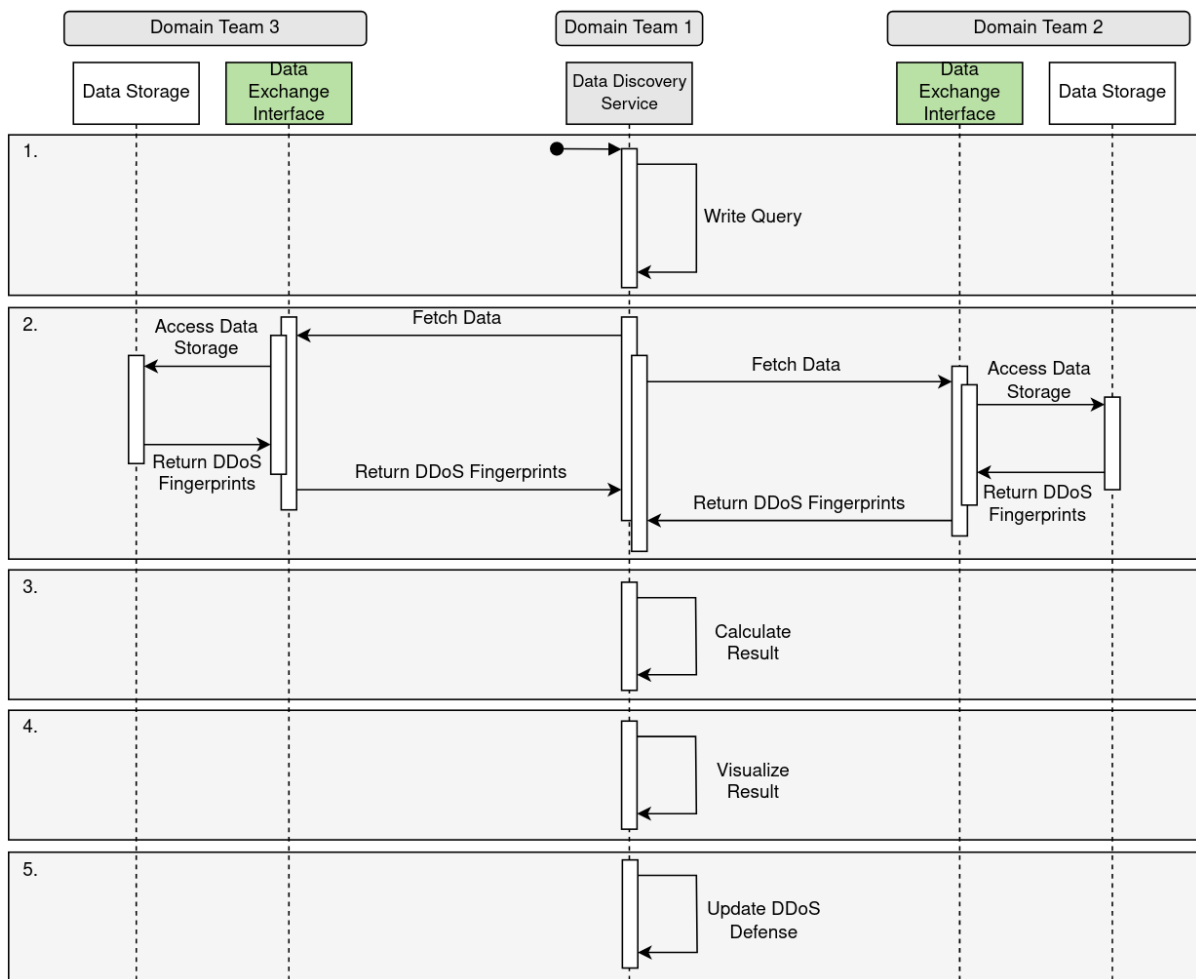 Domain Team 3
Domain Team 1
Domain Team 2
Data Storage
Data
Exchange
Interface
Data Discovery
Service
Data
Exchange
Interface
Data Storage
1.
Write Query
2.
Access Data
Storage
Fetch Data
Fetch Data
Access Data
Storage
Return DDoS
Fingerprints
Return DDoS Fingerprints
Return DDoS Fingerprints
Return DDoS
Fingerprints
3.
Calculate
Result
4.
Visualize
Result
5.
Update DDoS
Defense